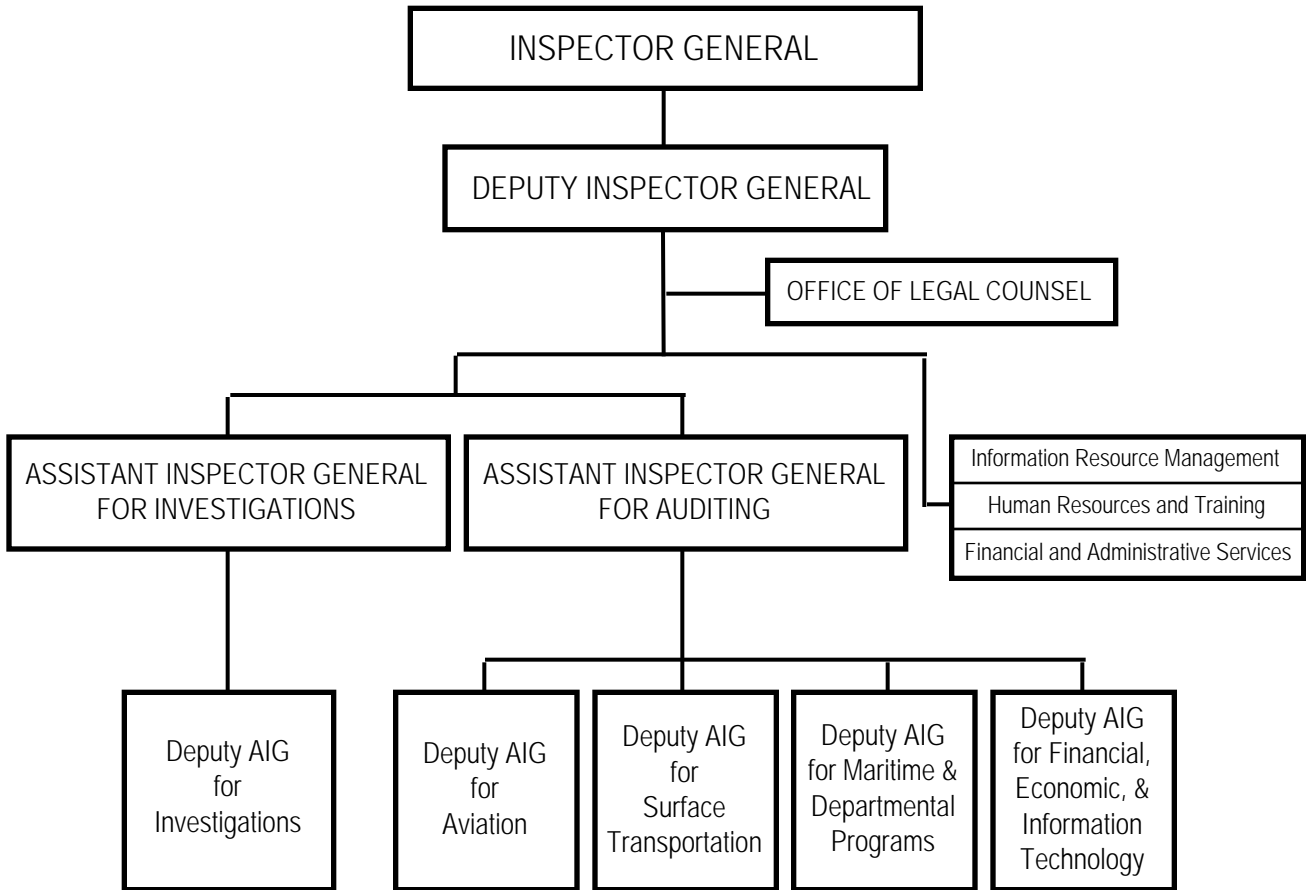 INSPECTOR GENERAL
DEPUTY INSPECTOR GENERAL
OFFICE OF LEGAL COUNSEL
ASSISTANT INSPECTOR GENERAL
FOR INVESTIGATIONS
ASSISTANT INSPECTOR GENERAL
FOR AUDITING
Information Resource Management
Human Resources and Training
Financial and Administrative Services
Deputy AIG
for
Investigations
Deputy AIG
for
Aviation
Deputy AIG
for
Surface
Transportation
Deputy AIG
for Maritime &
Departmental
Programs
Deputy AIG
for Financial,
Economic, &
Information
Technology